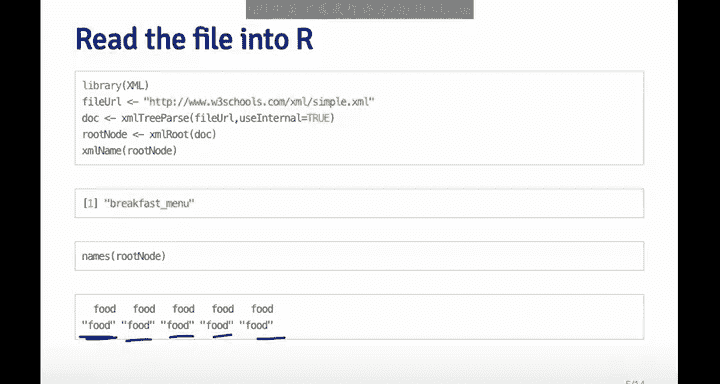 Read the file into R
library(XML)
fileUrl <- "http://www.w3schools.com/xml/simple.xml"
doc <- xmlTreeParse(fileUrl,useInternal=TRUE)
rootNode <- xmlRoot(doc)
xmlName(rootNode)
[1] "breakfast_menu"
names(rootNode)
food food food food food
"food" "food" "food" "food" "food"